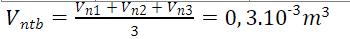 V_ntb = (V_n1 + V_n2 + V_n3)/3 = 0,3.10^-3 m^3